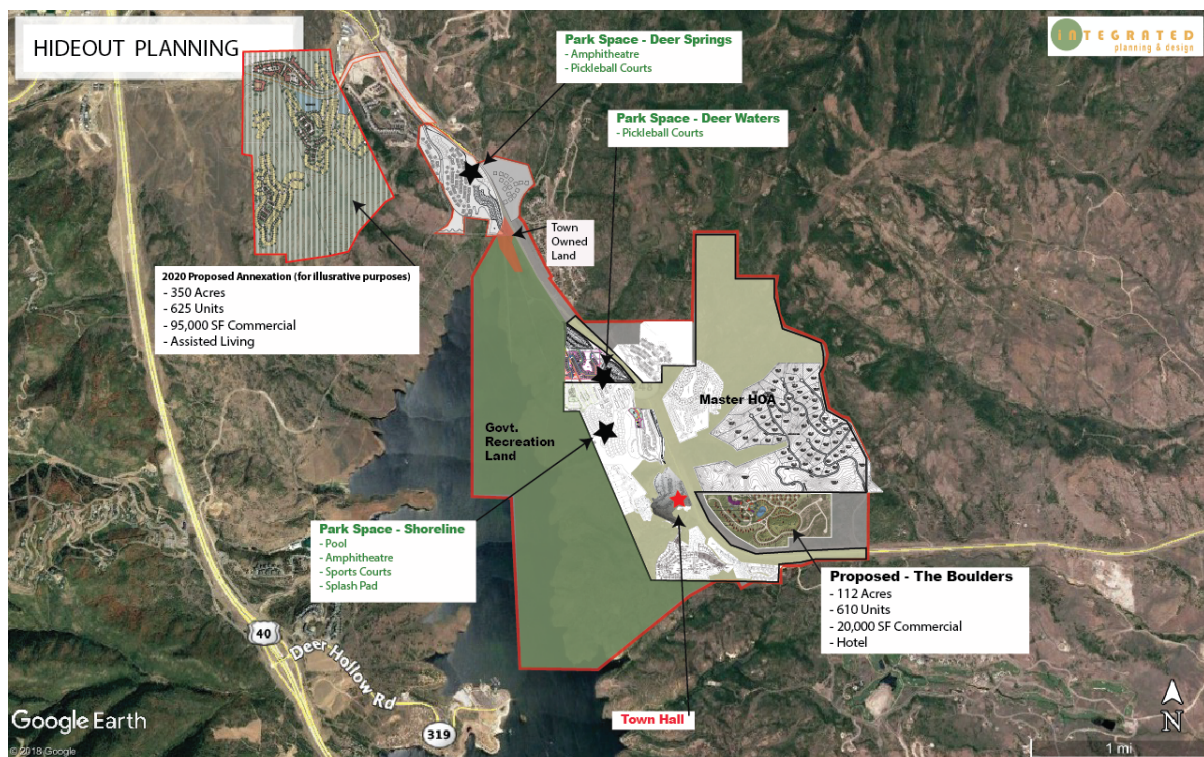 HIDEOUT PLANNING
INTEGRATED
planning & design
Park Space - Deer Springs
- Amphitheatre
- Pickleball Courts
Park Space - Deer Waters
- Pickleball Courts
Town
Owned
Land
2020 Proposed Annexation (for illusrative purposes)
- 350 Acres
- 625 Units
- 95,000 SF Commercial
- Assisted Living
Master HOA
Govt.
Recreation
Land
Park Space - Shoreline
- Pool
- Amphitheatre
- Sports Courts
- Splash Pad
Proposed - The Boulders
- 112 Acres
- 610 Units
- 20,000 SF Commercial
- Hotel
40
Deer Hollow Rd
319
Town Hall
Google Earth
© 2018 Google
N
1 mi